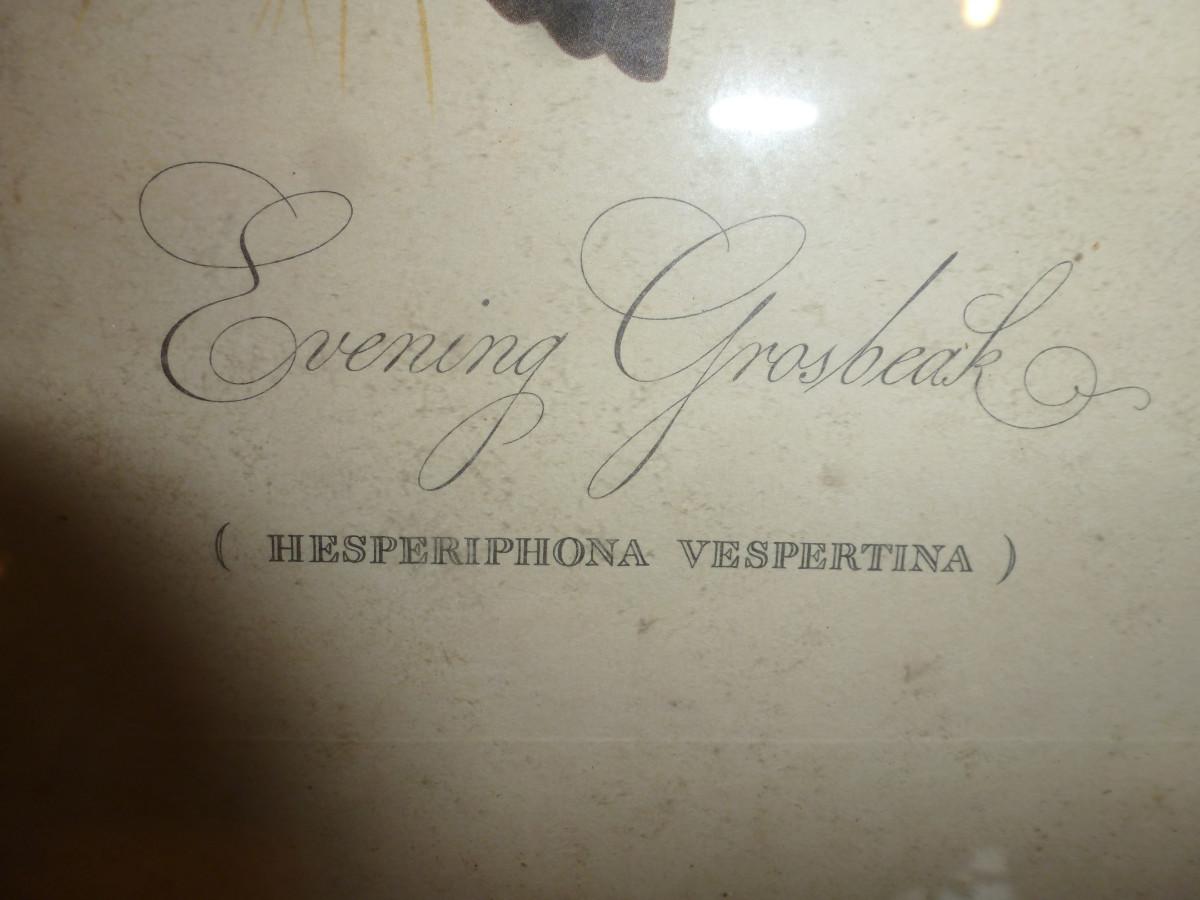 Evening Grosbeak
( HESPERIPHONA VESPERTINA )